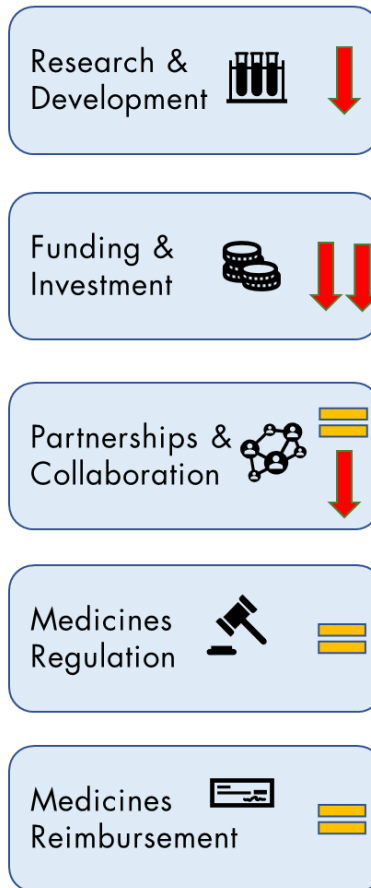 Research &
Development
Funding &
Investment
Partnerships &
Collaboration
Medicines
Regulation
Medicines
Reimbursement